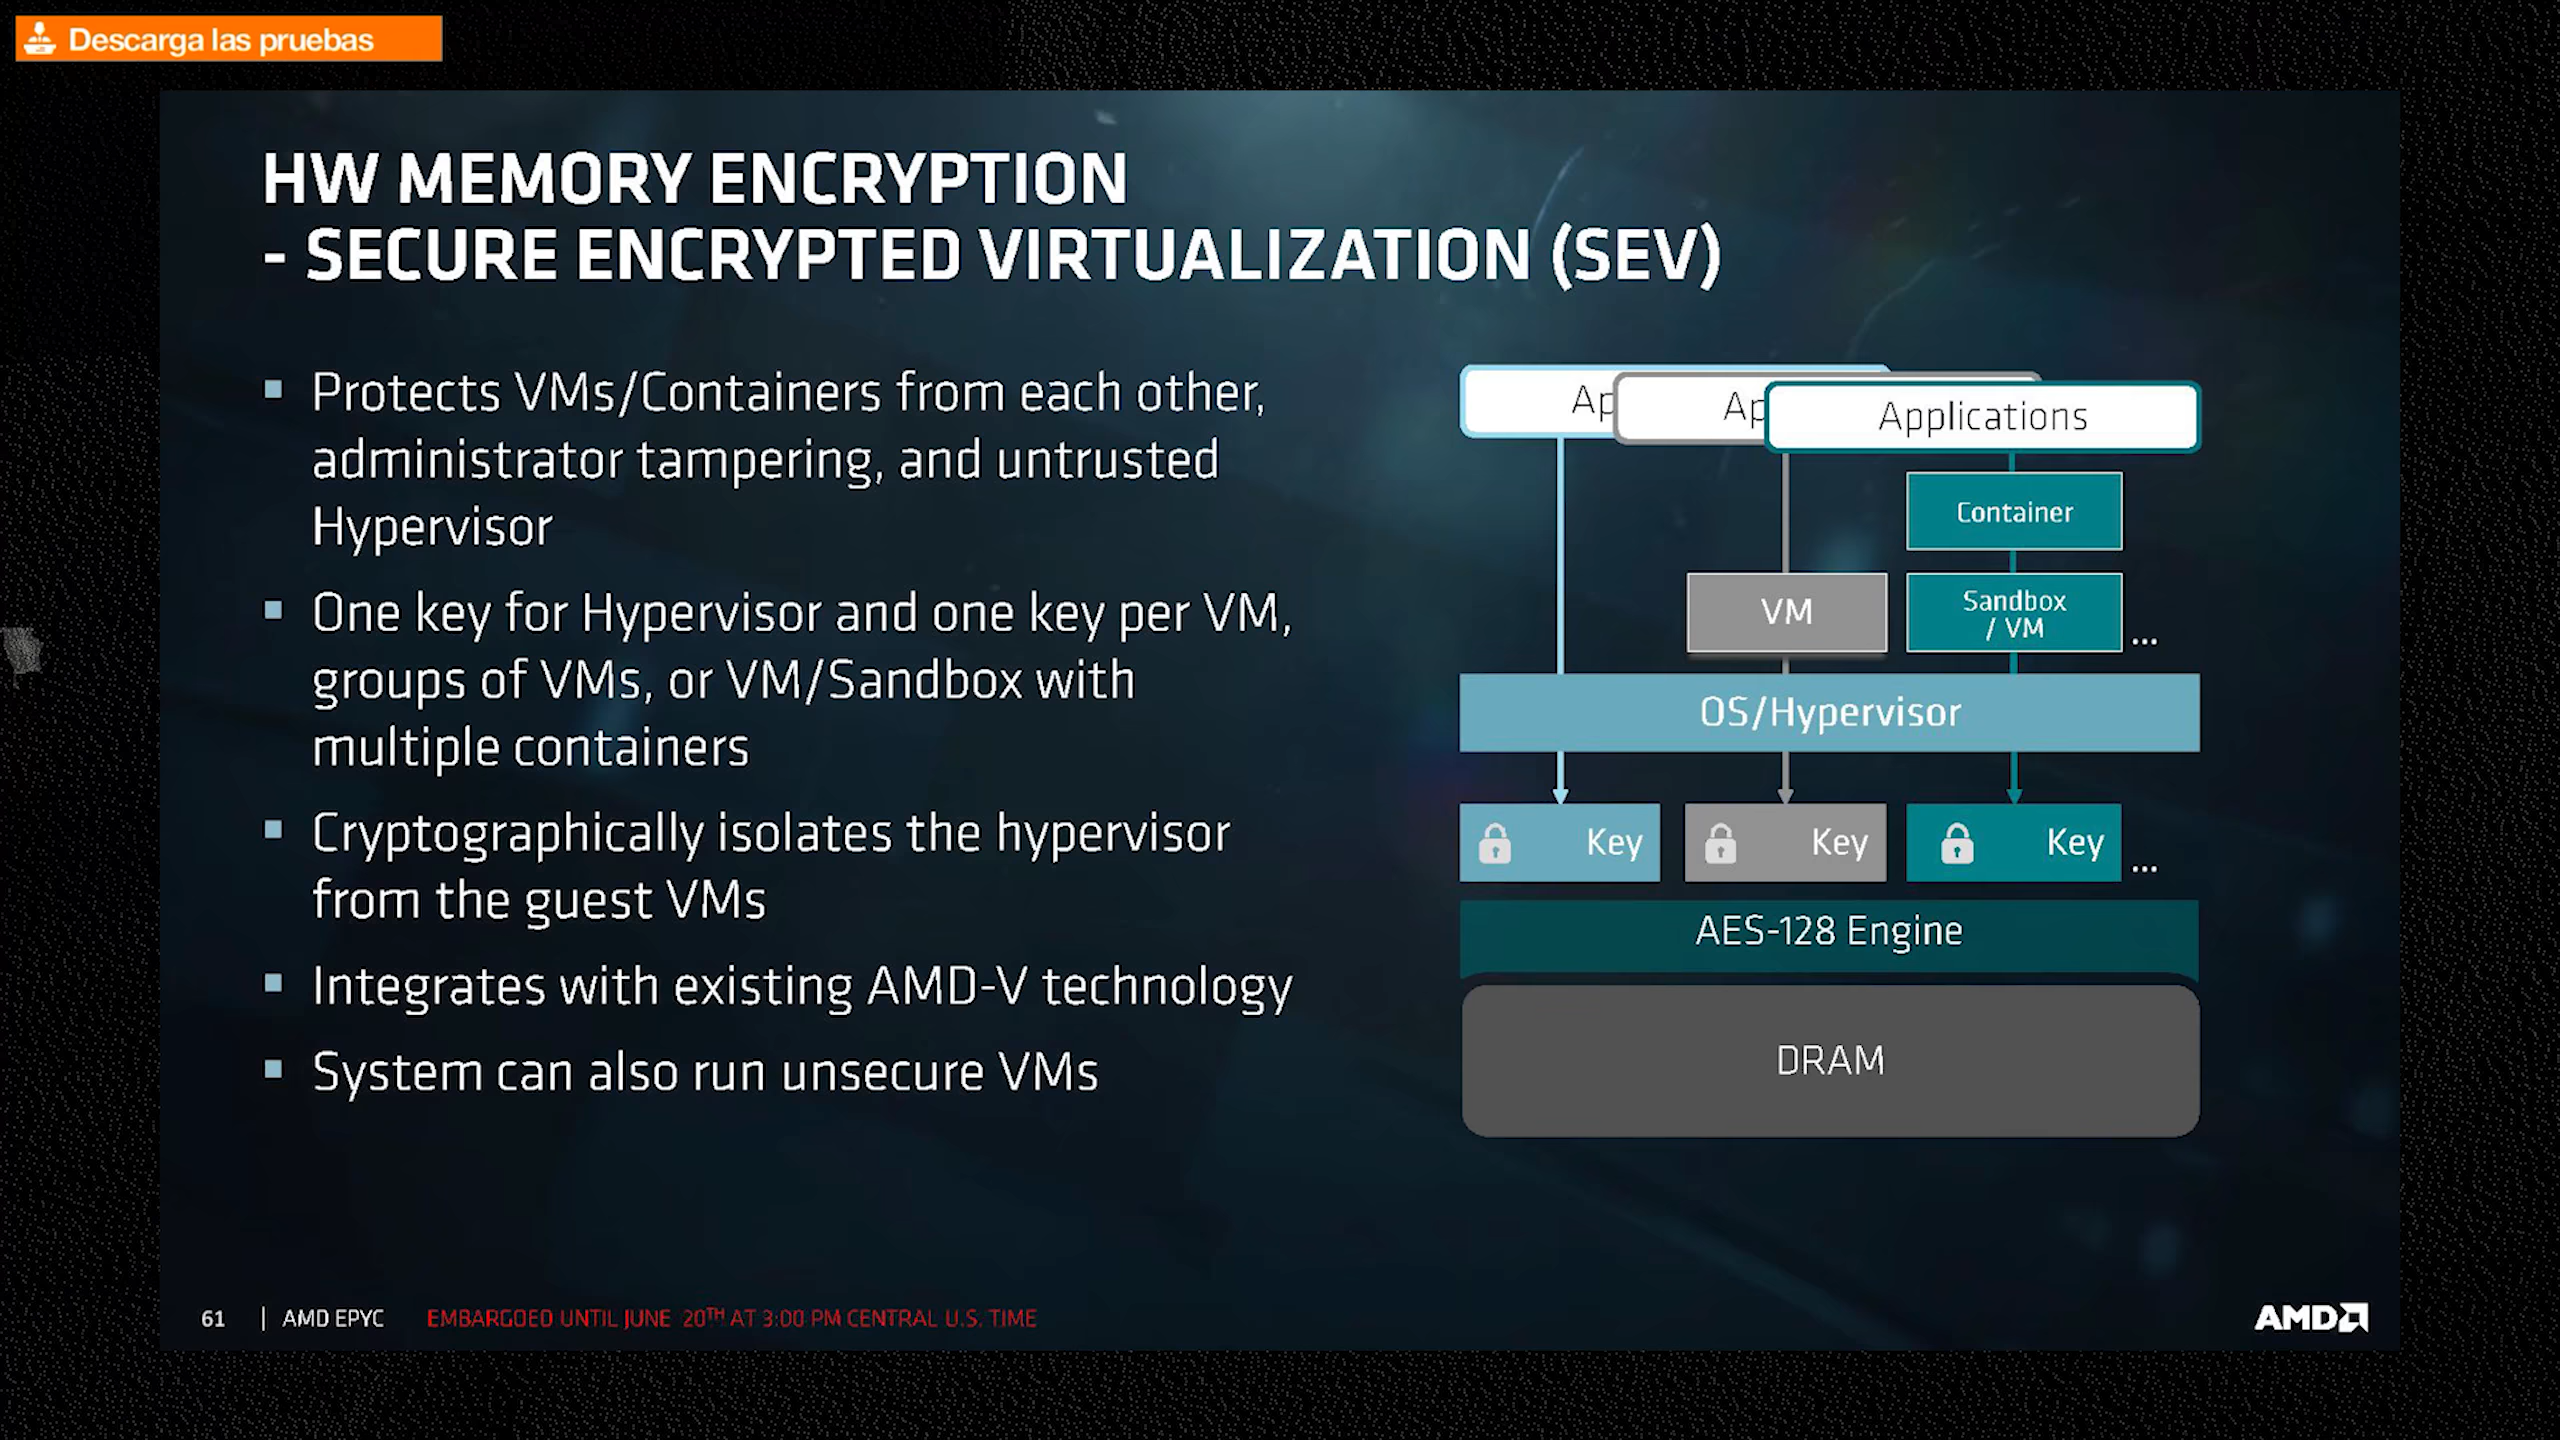 Descarga las pruebas
HW MEMORY ENCRYPTION
- SECURE ENCRYPTED VIRTUALIZATION (SEV)
▪ Protects VMs/Containers from each other,
administrator tampering, and untrusted
Hypervisor
▪ One key for Hypervisor and one key per VM,
groups of VMs, or VM/Sandbox with
multiple containers
▪ Cryptographically isolates the hypervisor
from the guest VMs
▪ Integrates with existing AMD-V technology
▪ System can also run unsecure VMs
Ap Ap Applications
Container
VM
Sandbox
/ VM
...
OS/Hypervisor
Key Key Key ...
AES-128 Engine
DRAM
61 | AMD EPYC EMBARGOED UNTIL JUNE 20TH AT 3:00 PM CENTRAL U.S. TIME
AMD